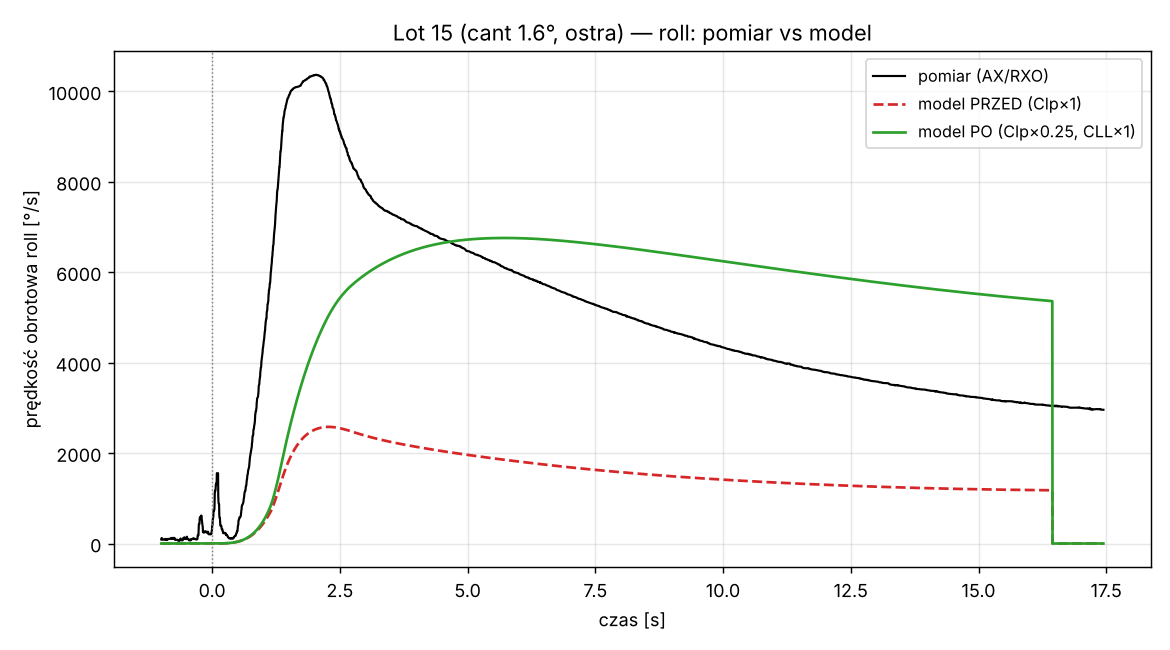 Lot 15 (cant 1.6°, ostra) — roll: pomiar vs model
pomiar (AX/RXO)
model PRZED (Clp×1)
model PO (Clp×0.25, CLL×1)
prędkość obrotowa roll [°/s]
10000
8000
6000
4000
2000
0
0.0 2.5 5.0 7.5 10.0 12.5 15.0 17.5
czas [s]